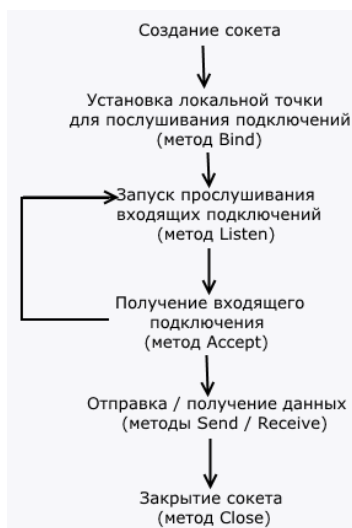 Создание сокета
Установка локальной точки
для послушивания подключений
(метод Bind)
Запуск прослушивания
входящих подключений
(метод Listen)
Получение входящего
подключения
(метод Accept)
Отправка / получение данных
(методы Send / Receive)
Закрытие сокета
(метод Close)